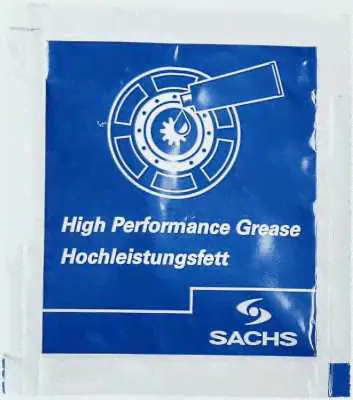 High Performance Grease
Hochleistungsfett
SACHS